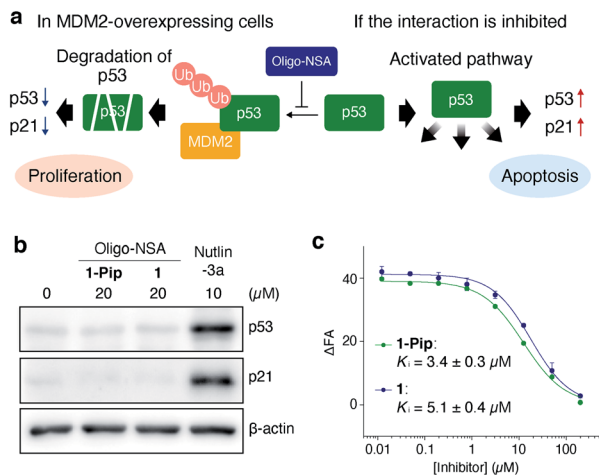 a
In MDM2-overexpressing cells
If the interaction is inhibited
Degradation of
p53
Oligo-NSA
Activated pathway
p53↓
p21↓
p53
Ub
Ub
Ub
p53
MDM2
p53
p53
p53↑
p21↑
Proliferation
Apoptosis
b
Oligo-NSA
Nutlin
-3a
1-Pip
1
0
20
20
10
(µM)
p53
p21
β-actin
c
ΔFA
40
20
0
1-Pip:
Ki = 3.4 ± 0.3 µM
1:
Ki = 5.1 ± 0.4 µM
0.01
0.1
1
10
100
[Inhibitor] (µM)